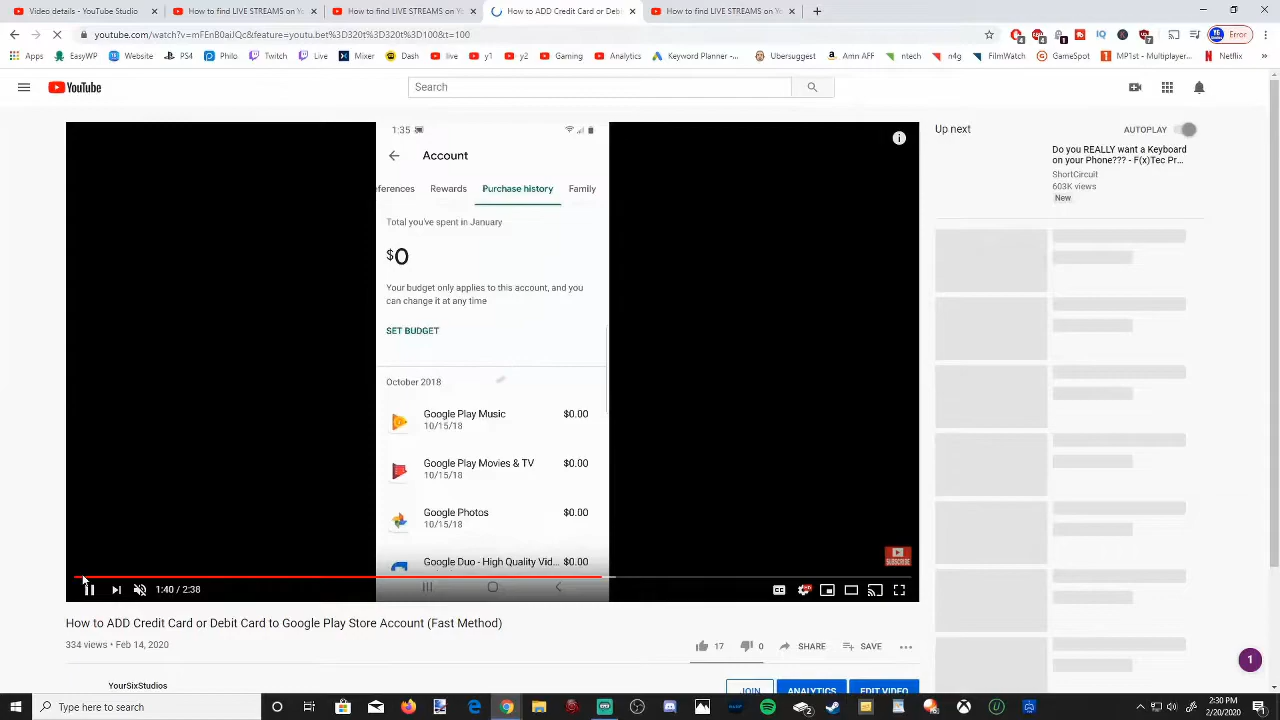 Video details - YouTube Studio
How to find LIVE STREAMS on Y
How to find LIVE STREAMS on Yo
How to ADD Credit Card or Deb
How to find LIVE STREAMS on Yo
youtube.com/watch?v=mFEnB0aiJQc&feature=youtu.bet%3D100%20t%3D100&t=100
Error
Apps
EasyWP
Website
PS4
Philo
Twitch
Live
Mixer
Dash
live
y1
y2
Gaming
Analytics
Keyword Planner -...
Ubersuggest
Amn AFF
ntech
n4g
FilmWatch
GameSpot
MP1st - Multiplayer...
Netflix
YouTube
Search
1:35
Account
ferences
Rewards
Purchase history
Family
Total you've spent in January
$0
Your budget only applies to this account, and you
can change it at any time
SET BUDGET
October 2018
Google Play Music
$0.00
10/15/18
Google Play Movies & TV
$0.00
10/15/18
Google Photos
$0.00
10/15/18
Google Duo - High Quality Vid...
$0.00
SUBSCRIBE
1:40 / 2:38
Up next
AUTOPLAY
Do you REALLY want a Keyboard
on your Phone??? - F(x)Tec Pr...
ShortCircuit
603K views
New
How to ADD Credit Card or Debit Card to Google Play Store Account (Fast Method)
334 views • Feb 14, 2020
17
0
SHARE
SAVE
YourSixStudios
JOIN
ANALYTICS
EDIT VIDEO
1
Type here to search
2:30 PM
2/20/2020